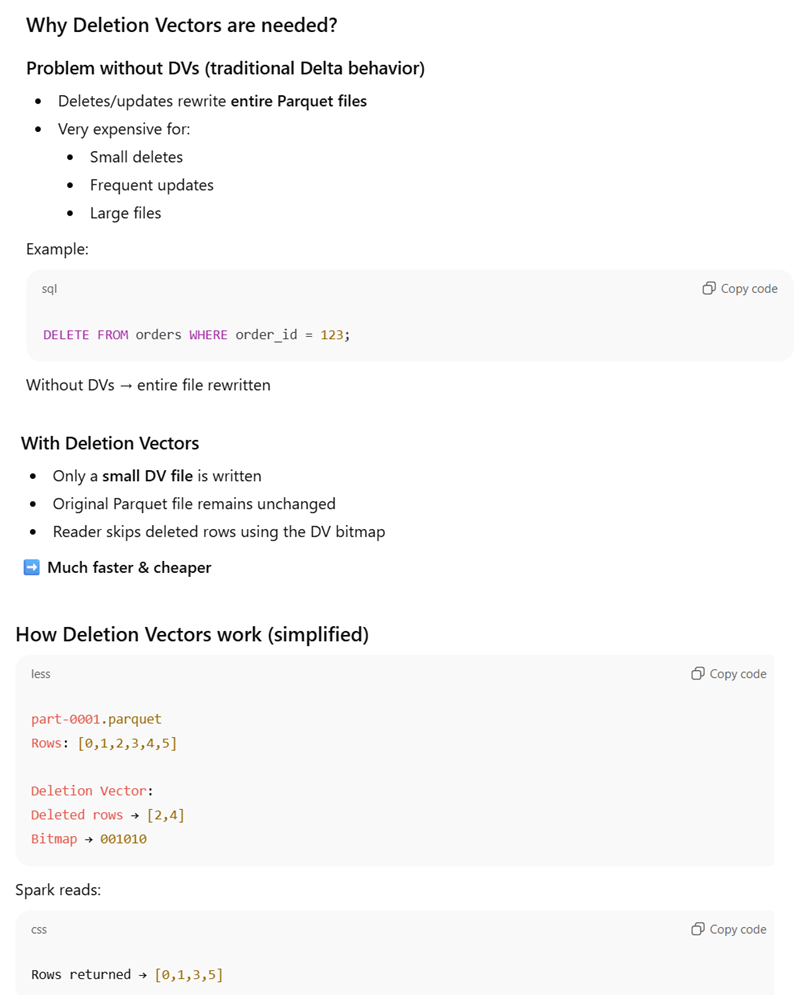 Why Deletion Vectors are needed?
Problem without DVs (traditional Delta behavior)
• Deletes/updates rewrite entire Parquet files
• Very expensive for:
• Small deletes
• Frequent updates
• Large files
Example:
sql
Copy code
DELETE FROM orders WHERE order_id = 123;
Without DVs → entire file rewritten
With Deletion Vectors
• Only a small DV file is written
• Original Parquet file remains unchanged
• Reader skips deleted rows using the DV bitmap
➡️ Much faster & cheaper
How Deletion Vectors work (simplified)
less
Copy code
part-0001.parquet
Rows: [0,1,2,3,4,5]
Deletion Vector:
Deleted rows → [2,4]
Bitmap → 001010
Spark reads:
css
Copy code
Rows returned → [0,1,3,5]